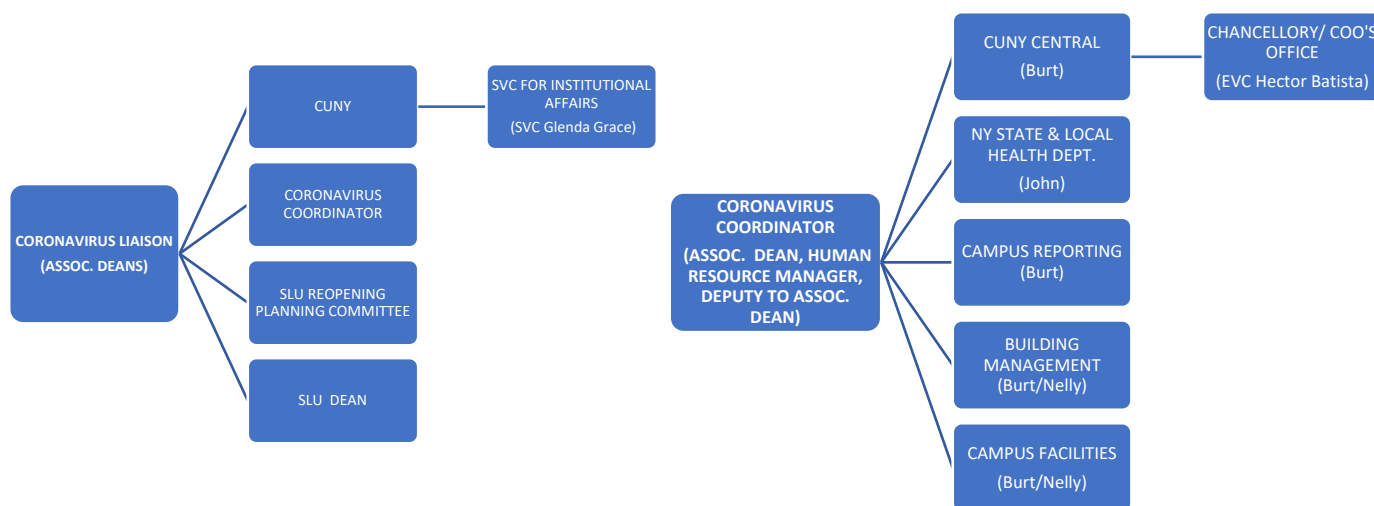 CORONAVIRUS LIAISON
(ASSOC. DEANS)
CUNY
SVC FOR INSTITUTIONAL
AFFAIRS
(SVC Glenda Grace)
CORONAVIRUS
COORDINATOR
SLU REOPENING
PLANNING COMMITTEE
SLU DEAN
CORONAVIRUS
COORDINATOR
(ASSOC. DEAN, HUMAN
RESOURCE MANAGER,
DEPUTY TO ASSOC.
DEAN)
CUNY CENTRAL
(Burt)
CHANCELLORY/ COO'S
OFFICE
(EVC Hector Batista)
NY STATE & LOCAL
HEALTH DEPT.
(John)
CAMPUS REPORTING
(Burt)
BUILDING
MANAGEMENT
(Burt/Nelly)
CAMPUS FACILITIES
(Burt/Nelly)